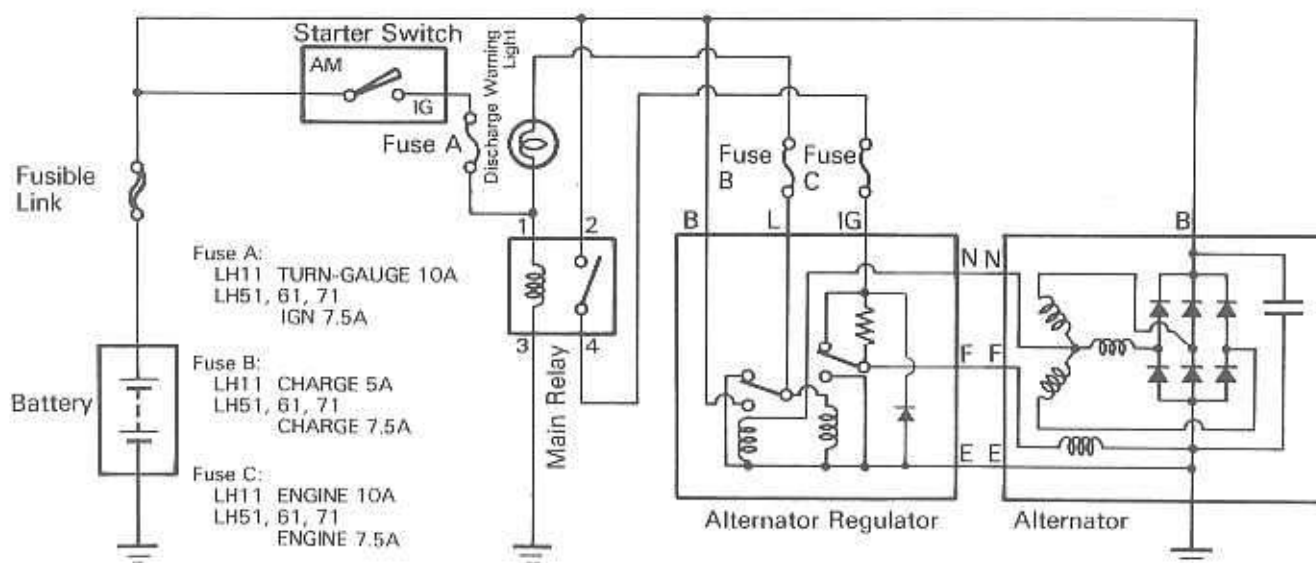 Starter Switch
AM
IG
Fuse A
Discharge Warning
Light
Fuse
B
Fuse
C
Fusible
Link
B
L
IG
B
1
2
N N
Fuse A:
LH11 TURN-GAUGE 10A
LH51, 61, 71
IGN 7.5A
3
4
F F
Fuse B:
LH11 CHARGE 5A
LH51, 61, 71
CHARGE 7.5A
Battery
Main Relay
E E
Fuse C:
LH11 ENGINE 10A
LH51, 61, 71
ENGINE 7.5A
Alternator Regulator
Alternator